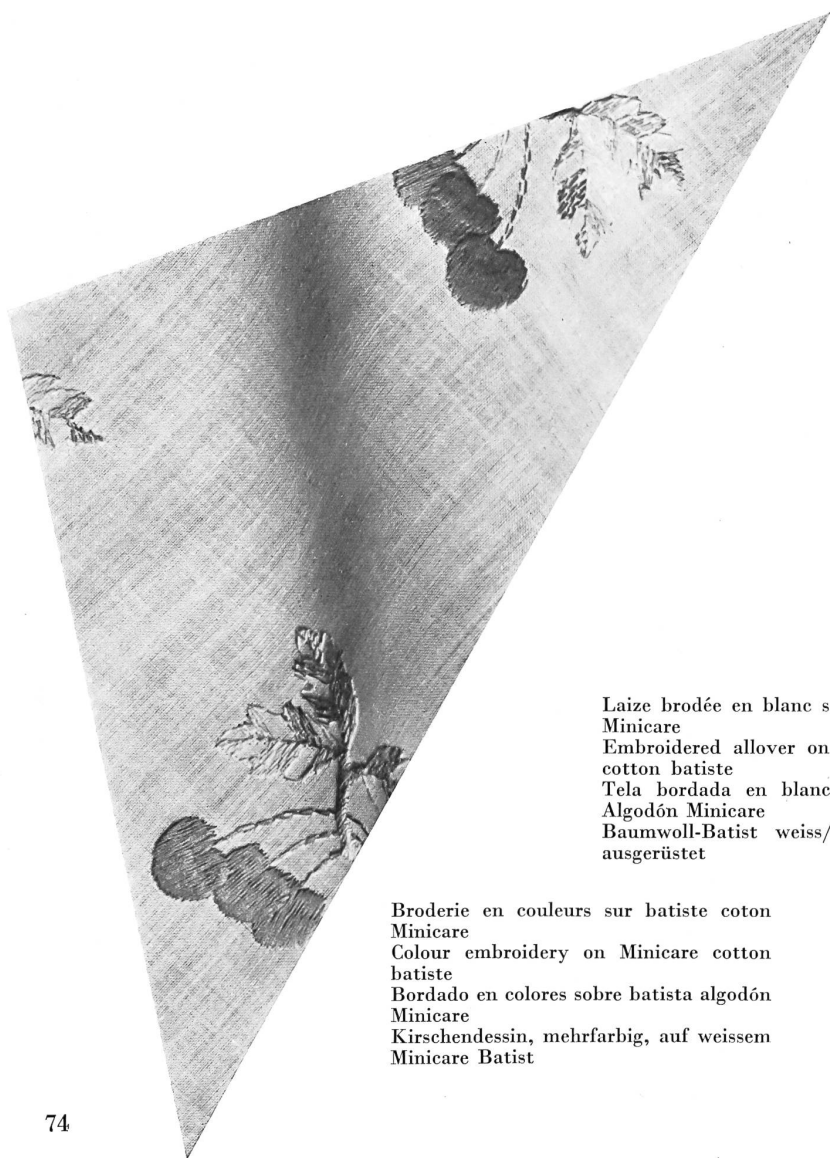 Laize brodée en blanc s
Minicare
Embroidered allover on
cotton batiste
Tela bordada en blanc
Algodón Minicare
Baumwoll-Batist weiss/
ausgerüstet
Broderie en couleurs sur batiste coton
Minicare
Colour embroidery on Minicare cotton
batiste
Bordado en colores sobre batista algodón
Minicare
Kirschendessin, mehrfarbig, auf weissem
Minicare Batist
74